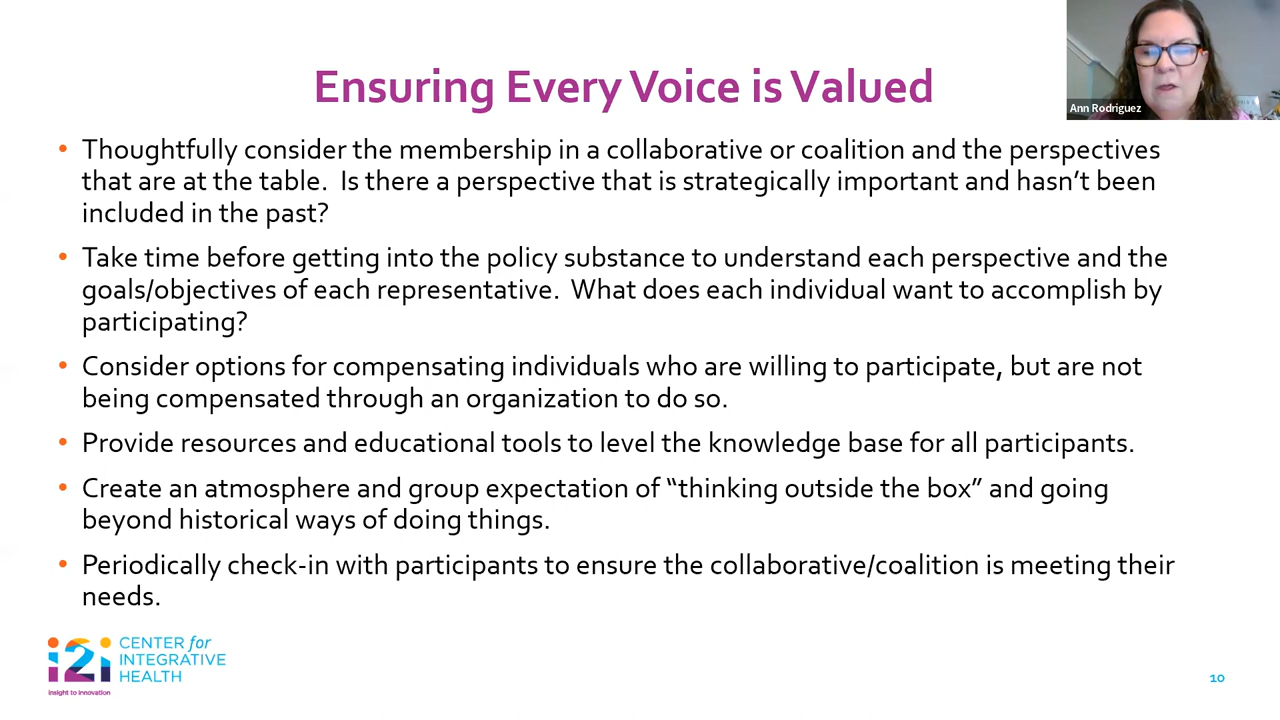 Ensuring Every Voice is Valued
Ann Rodriguez
• Thoughtfully consider the membership in a collaborative or coalition and the perspectives
that are at the table.  Is there a perspective that is strategically important and hasn’t been
included in the past?
• Take time before getting into the policy substance to understand each perspective and the
goals/objectives of each representative.  What does each individual want to accomplish by
participating?
• Consider options for compensating individuals who are willing to participate, but are not
being compensated through an organization to do so.
• Provide resources and educational tools to level the knowledge base for all participants.
• Create an atmosphere and group expectation of “thinking outside the box” and going
beyond historical ways of doing things.
• Periodically check-in with participants to ensure the collaborative/coalition is meeting their
needs.
i2i
CENTER for
INTEGRATIVE
HEALTH
Insight to Innovation
10